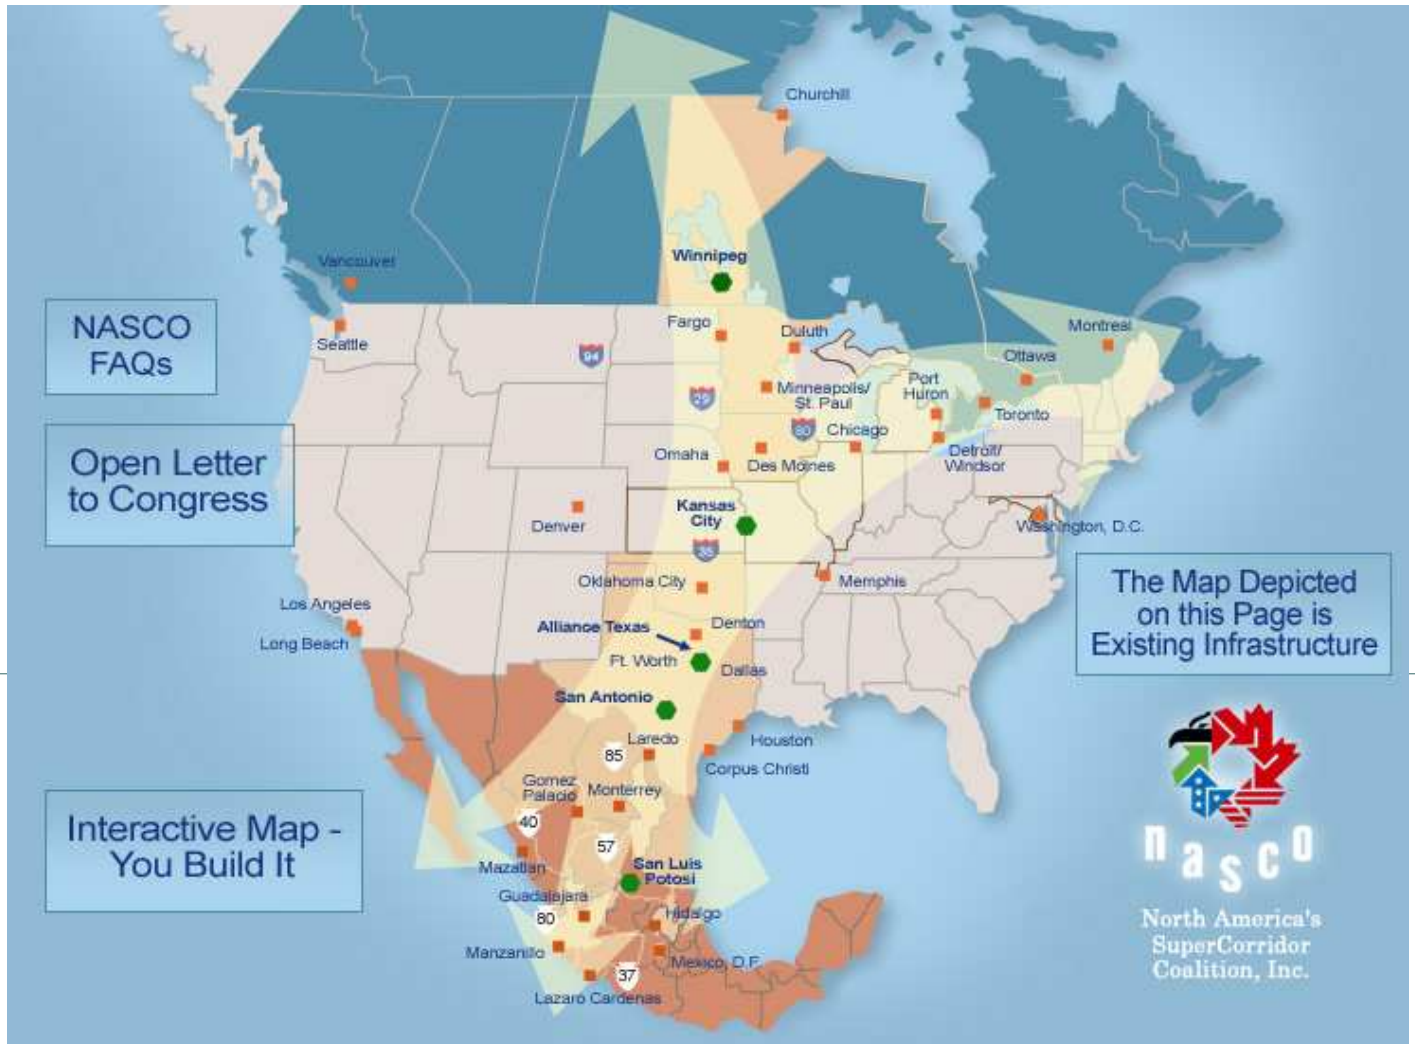 Churchill
Winnipeg
Vancouver
NASCO
FAQs
Seattle
Fargo
Duluth
Montreal
Ottawa
94
Port
Huron
Minneapolis/
St. Paul
29
Toronto
80
Chicago
Open Letter
to Congress
Omaha
Des Moines
Detroit/
Windsor
Kansas
City
Denver
Washington, D.C.
35
Oklahoma City
Memphis
The Map Depicted
on this Page is
Existing Infrastructure
Los Angeles
Long Beach
Alliance Texas
Denton
Ft. Worth
Dallas
San Antonio
Laredo
Houston
85
Corpus Christi
Gomez
Palacio
Monterrey
40
57
Interactive Map -
You Build It
Mazatlan
San Luis
Potosi
Guadalajara
80
Hidalgo
Manzanillo
Mexico, D.F.
37
Lazaro Cardenas
nasco
North America's
SuperCorridor
Coalition, Inc.